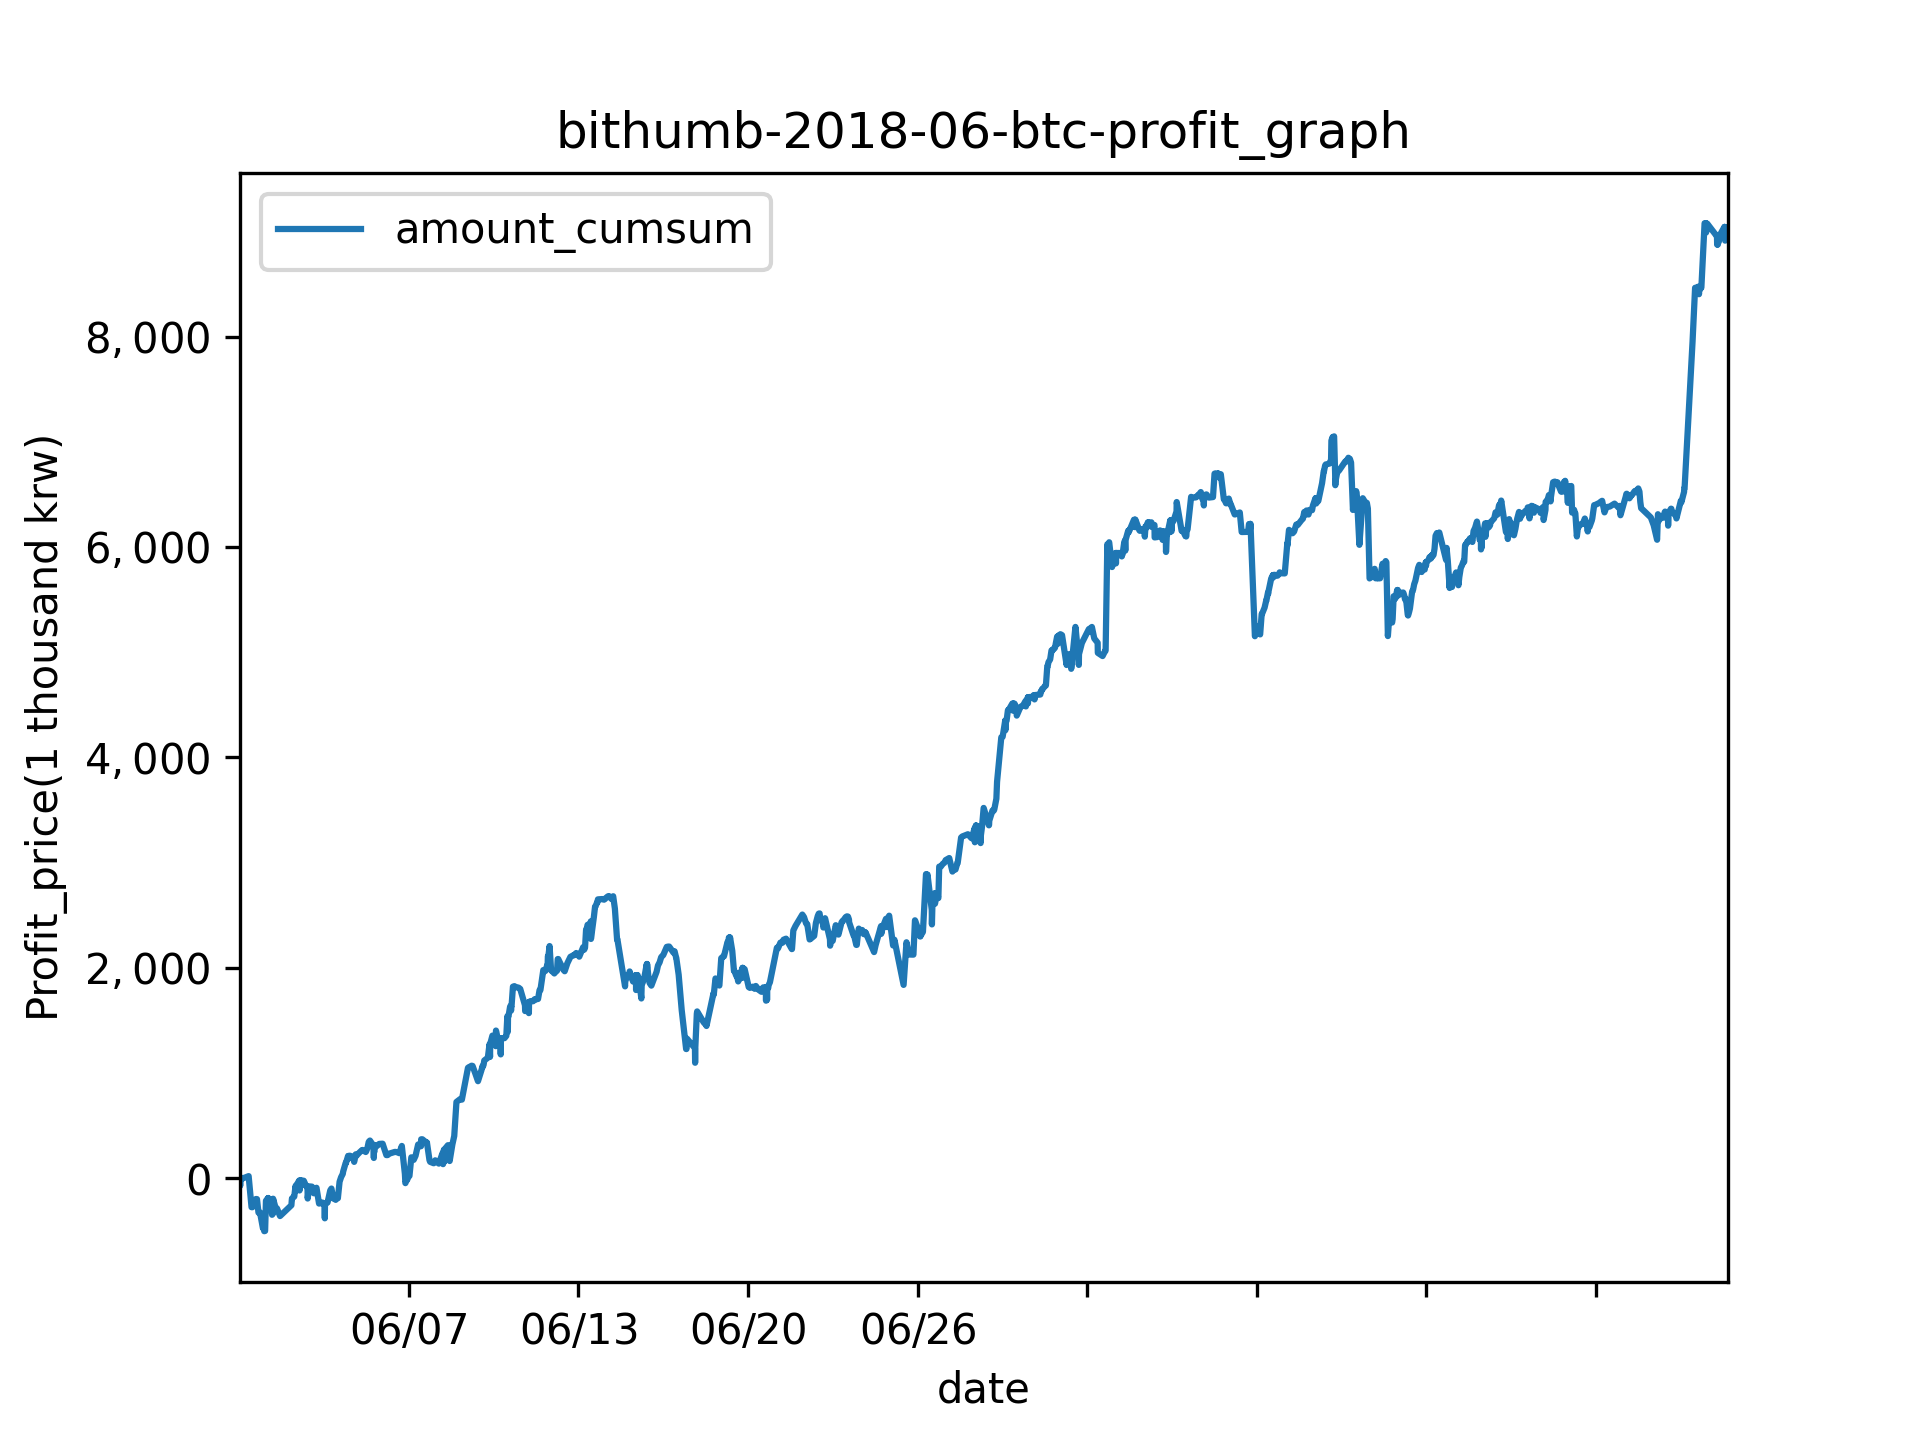 bithumb-2018-06-btc-profit_graph
amount_cumsum
Profit_price(1 thousand krw)
8,000
6,000
4,000
2,000
0
06/07 06/13 06/20 06/26
date